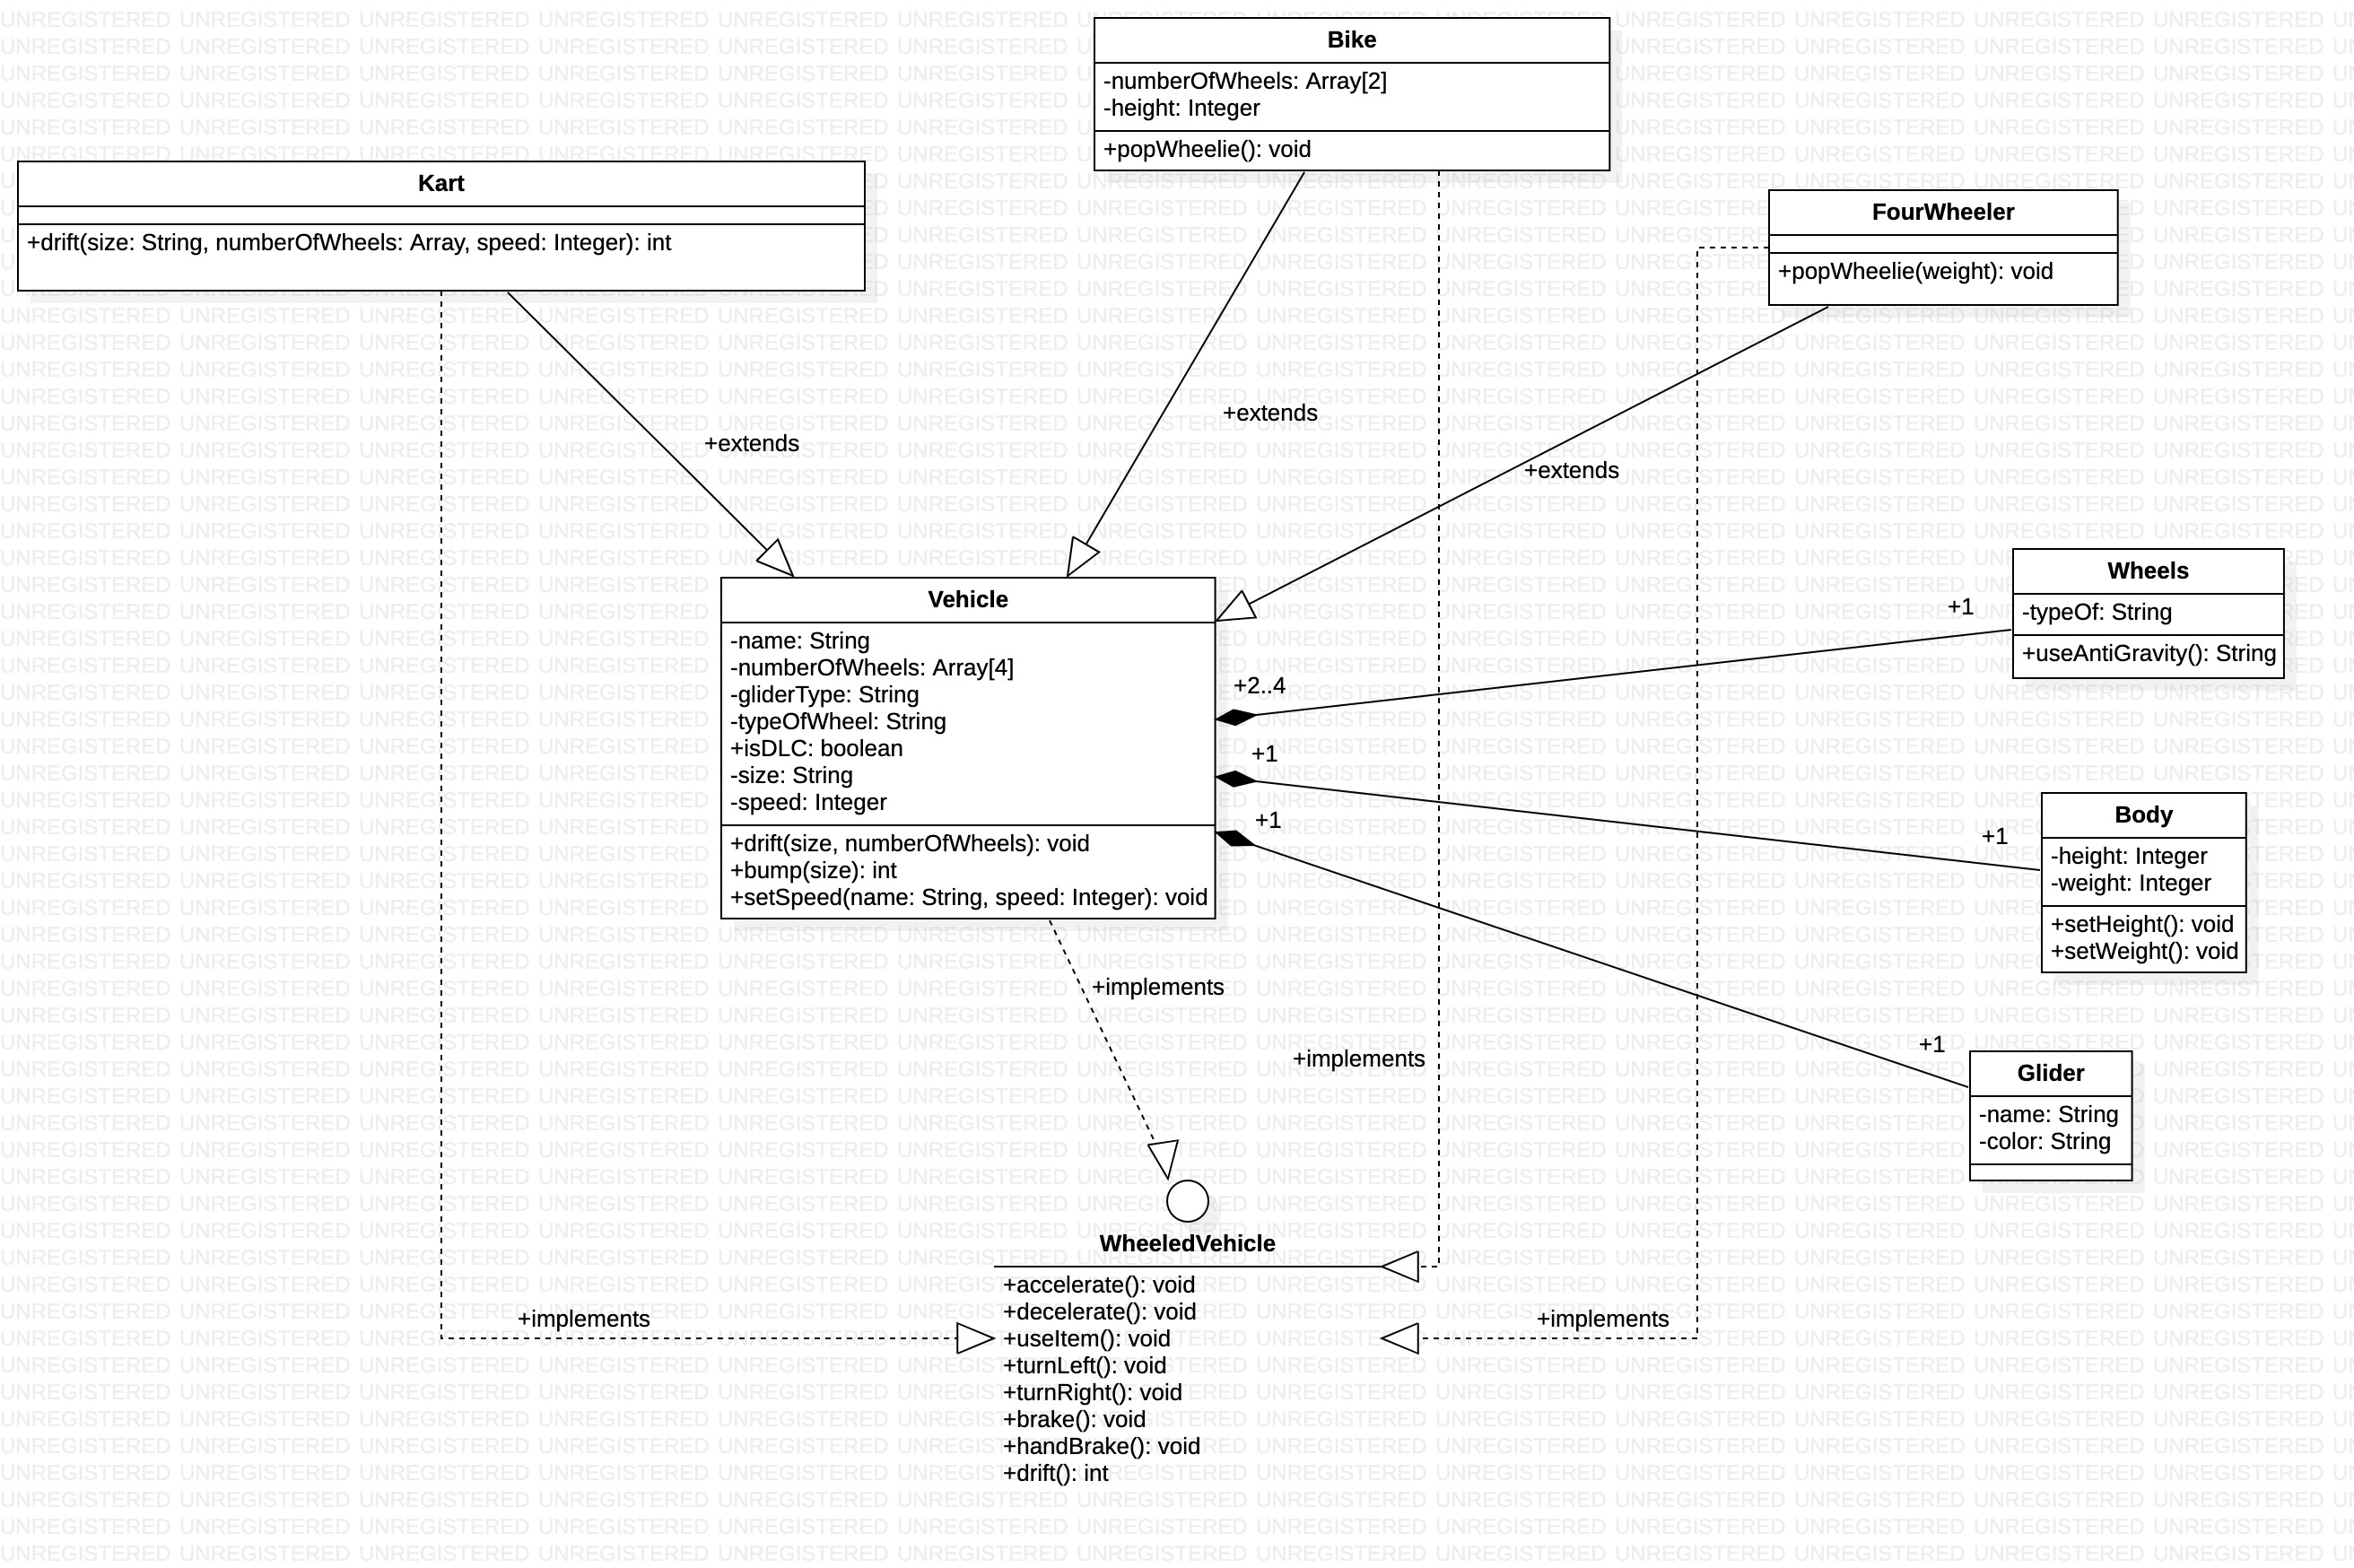 Bike
-numberOfWheels: Array[2]
-height: Integer
+popWheelie(): void
Kart
+drift(size: String, numberOfWheels: Array, speed: Integer): int
FourWheeler
+popWheelie(weight): void
+extends
+extends
+extends
Vehicle
-name: String
-numberOfWheels: Array[4]
-gliderType: String
-typeOfWheel: String
+isDLC: boolean
-size: String
-speed: Integer
+drift(size, numberOfWheels): void
+bump(size): int
+setSpeed(name: String, speed: Integer): void
Wheels
-typeOf: String
+useAntiGravity(): String
+1
+2..4
+1
+1
Body
-height: Integer
-weight: Integer
+setHeight(): void
+setWeight(): void
+1
+1
Glider
-name: String
-color: String
+implements
+implements
WheeledVehicle
+accelerate(): void
+decelerate(): void
+useItem(): void
+turnLeft(): void
+turnRight(): void
+brake(): void
+handBrake(): void
+drift(): int
+implements
+implements
UNREGISTERED